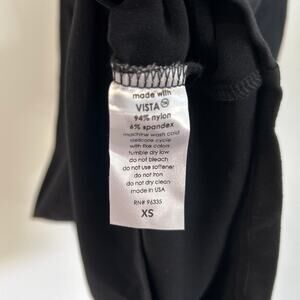 made with
VISTA™
94% nylon
6% spandex
machine wash cold
delicate cycle
with like colors
tumble dry low
do not bleach
do not use softener
do not iron
do not dry clean
made in USA
RN# 96335
XS